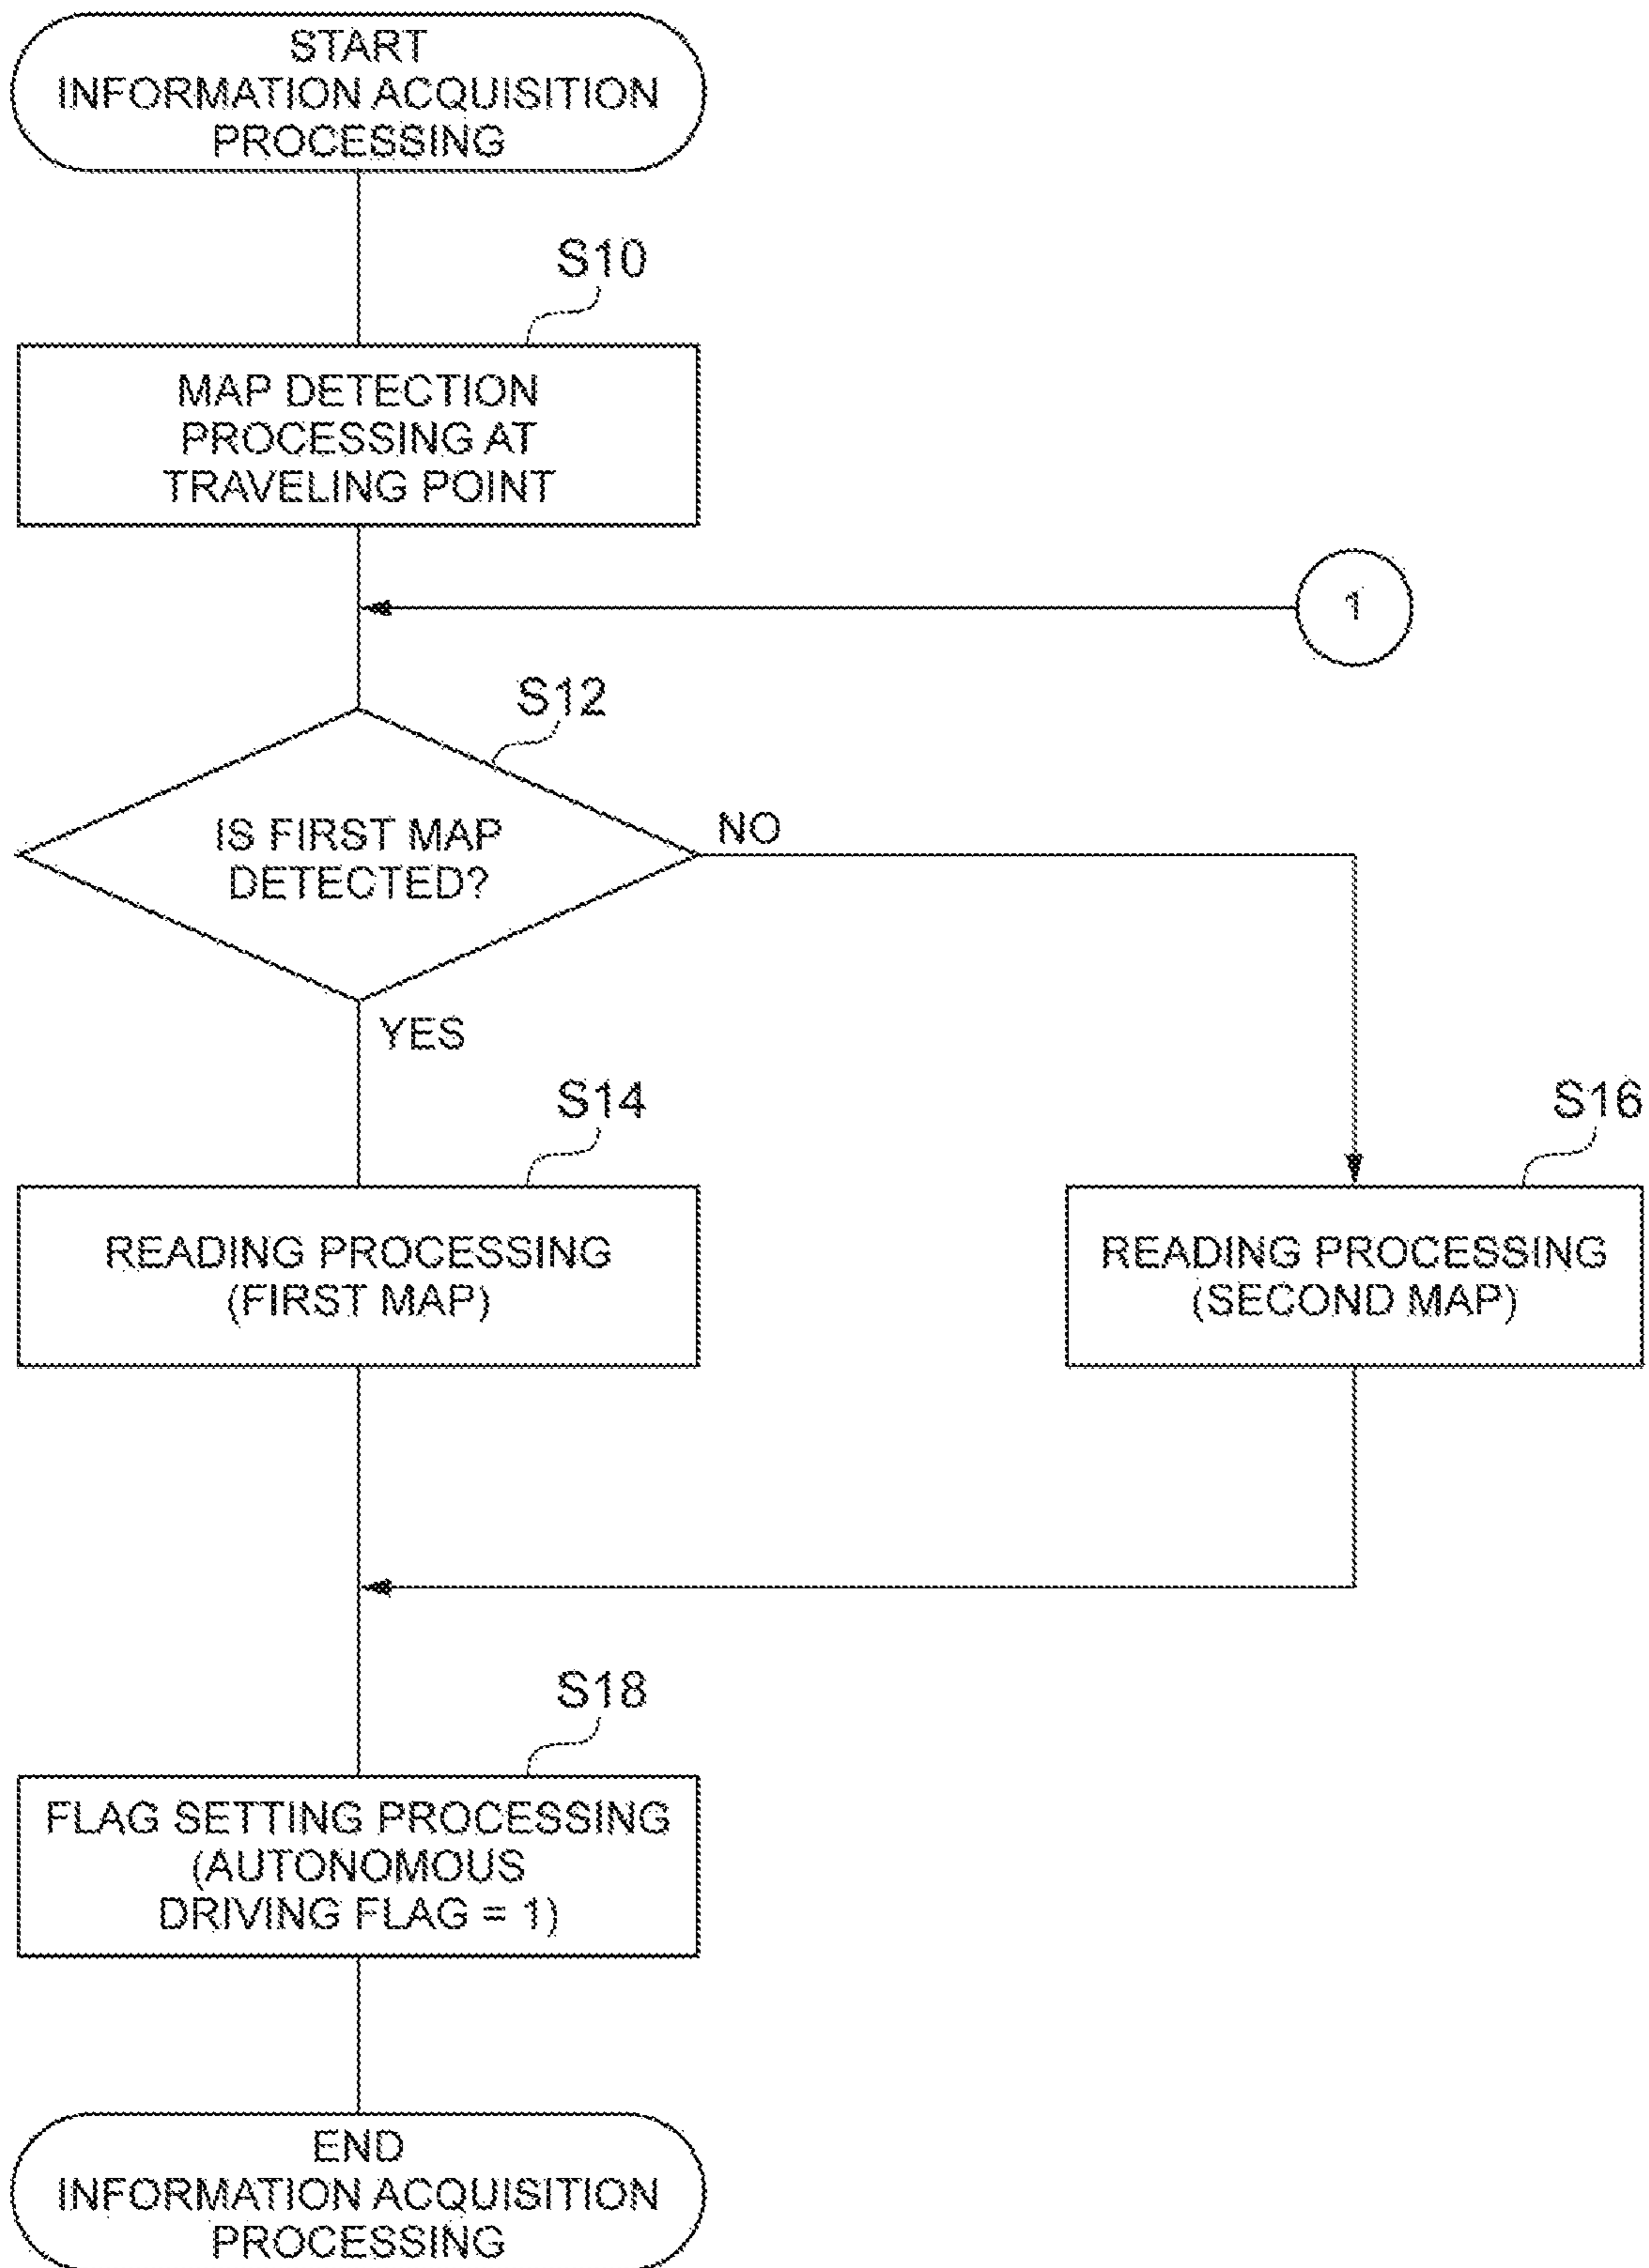 START
INFORMATION ACQUISITION
PROCESSING
S10
MAP DETECTION
PROCESSING AT
TRAVELING POINT
1
S12
IS FIRST MAP
DETECTED?
NO
YES
S14
READING PROCESSING
(FIRST MAP)
S16
READING PROCESSING
(SECOND MAP)
S18
FLAG SETTING PROCESSING
(AUTONOMOUS
DRIVING FLAG = 1)
END
INFORMATION ACQUISITION
PROCESSING